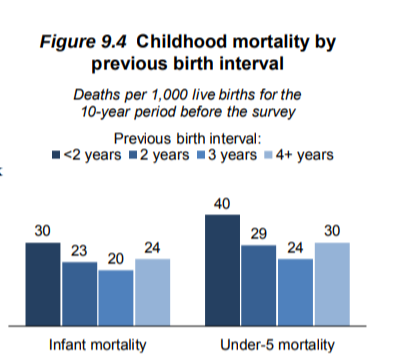 Figure 9.4 Childhood mortality by
previous birth interval
Deaths per 1,000 live births for the
10-year period before the survey
Previous birth interval:
<2 years 2 years 3 years 4+ years
30 23 20 24
40 29 24 30
Infant mortality Under-5 mortality